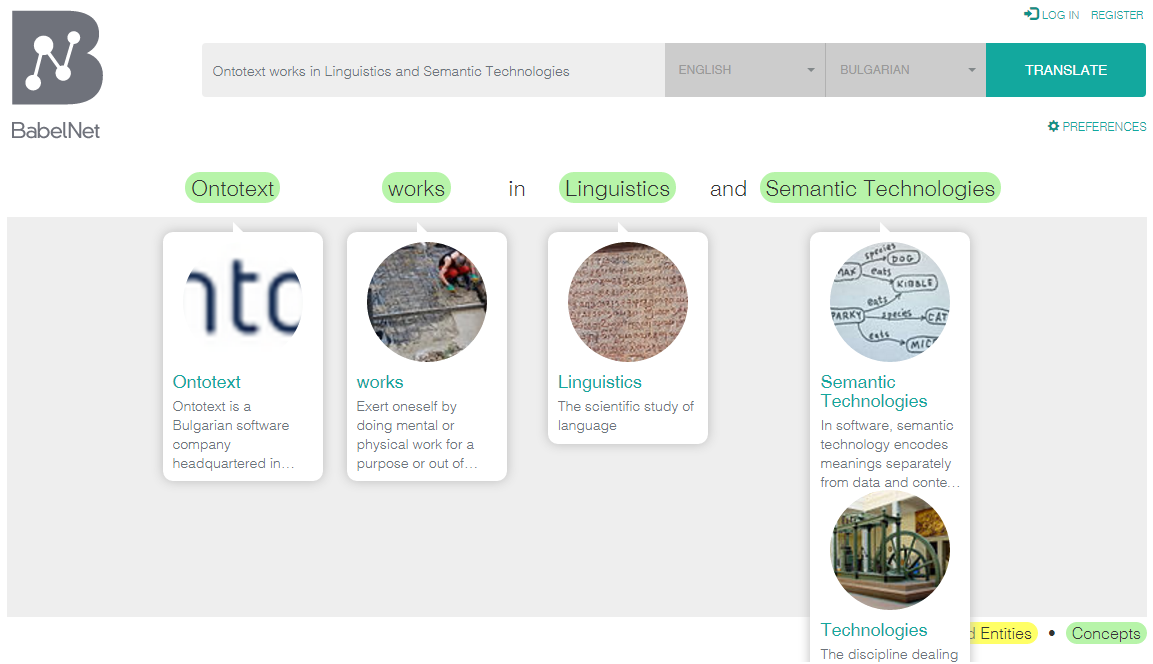 LOG IN REGISTER
Ontotext works in Linguistics and Semantic Technologies ENGLISH BULGARIAN TRANSLATE
BabelNet
PREFERENCES
Ontotext works in Linguistics and Semantic Technologies
nto
species
DOG
MAX
eats
KIBBLE
eats
PARKY
species
CAT
eats
MIC
Ontotext
Ontotext is a
Bulgarian software
company
headquartered in...
works
Exert oneself by
doing mental or
physical work for a
purpose or out of...
Linguistics
The scientific study of
language
Semantic
Technologies
In software, semantic
technology encodes
meanings separately
from data and conte...
Technologies
The discipline dealing
d Entities • Concepts